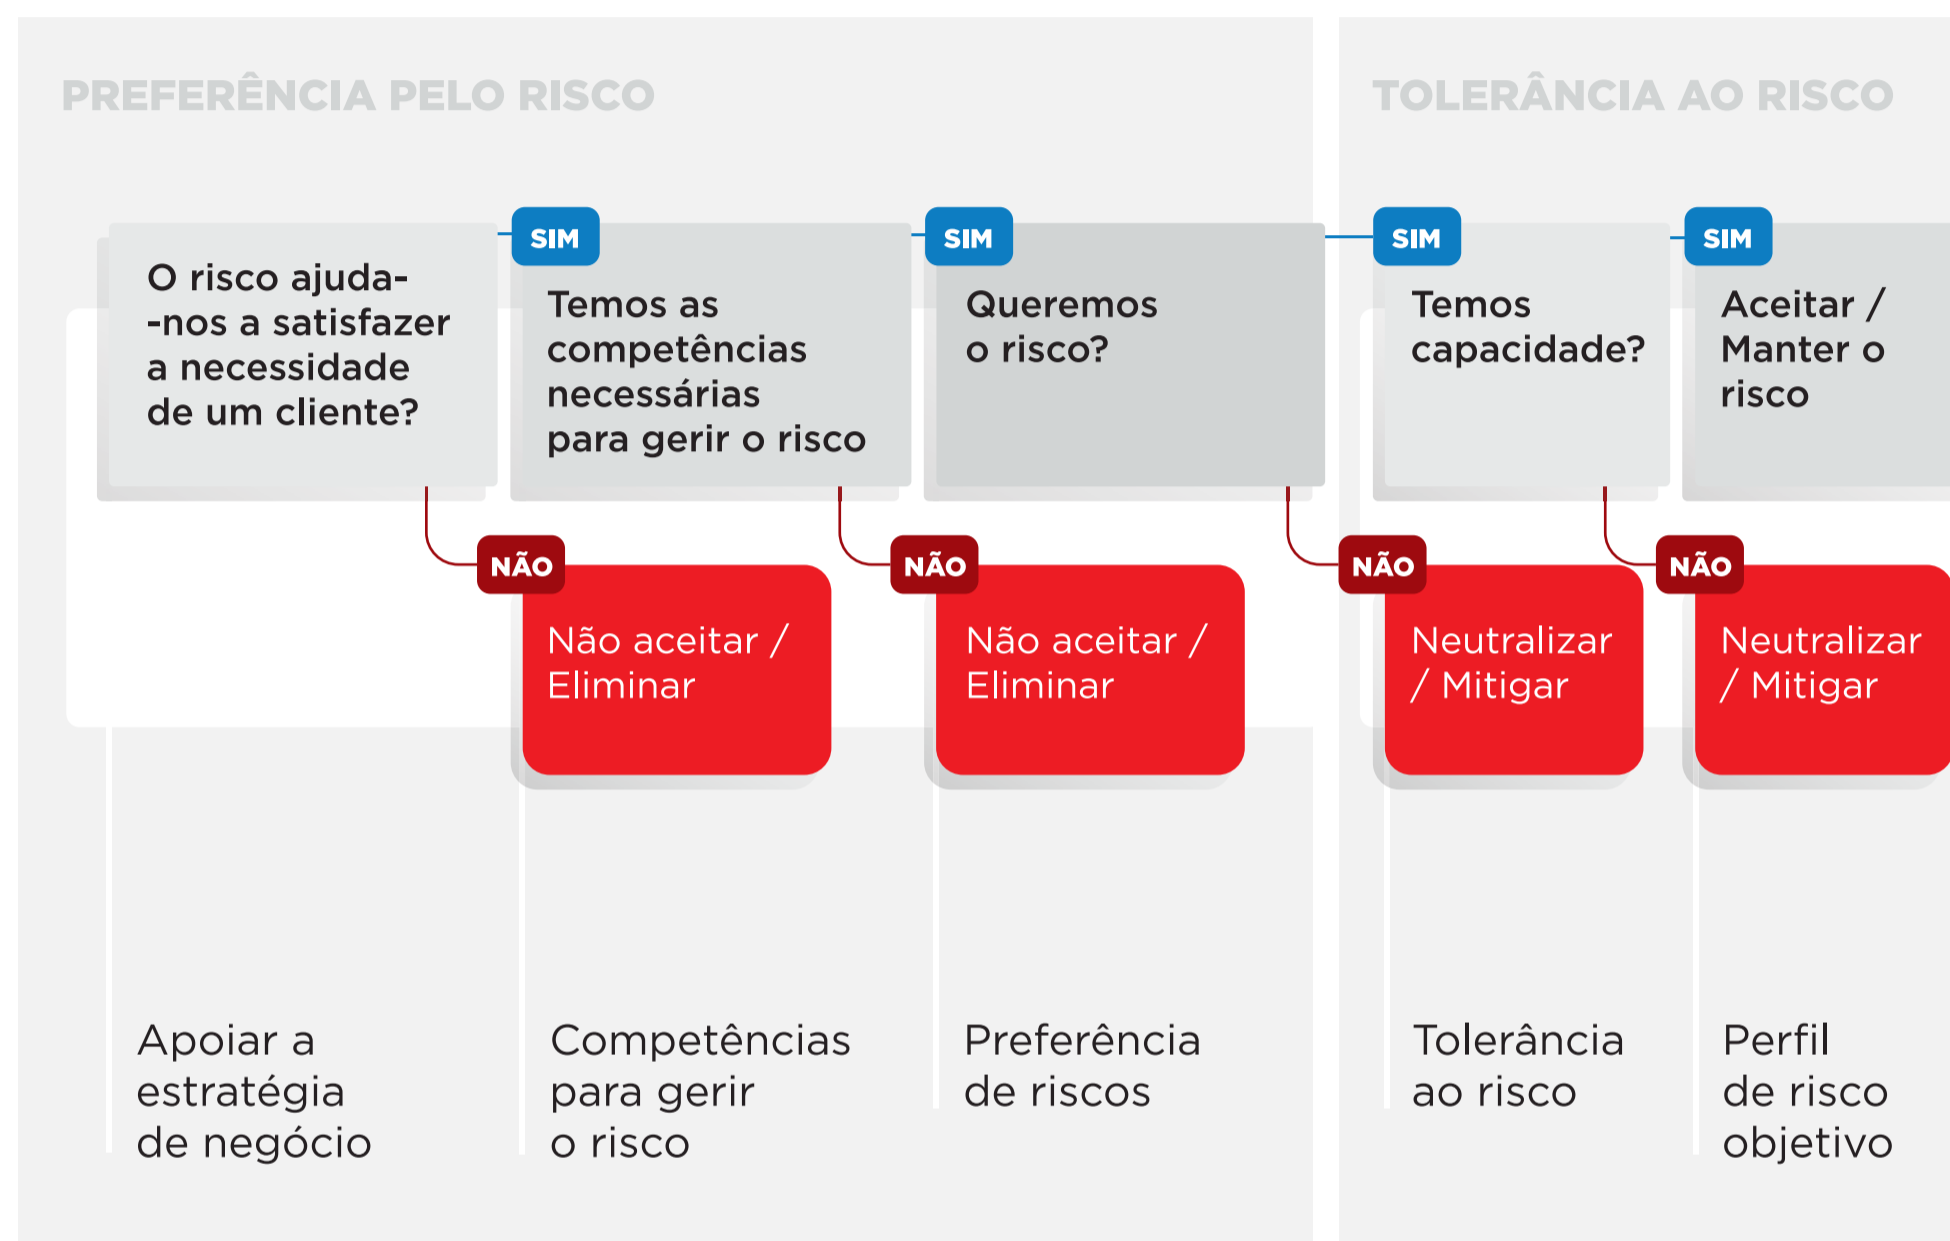 PREFERÊNCIA PELO RISCO
TOLERÂNCIA AO RISCO
O risco ajuda-
-nos a satisfazer
a necessidade
de um cliente?
SIM
Temos as
competências
necessárias
para gerir o risco
SIM
Queremos
o risco?
SIM
Temos
capacidade?
SIM
Aceitar /
Manter o
risco
NÃO
Não aceitar /
Eliminar
NÃO
Não aceitar /
Eliminar
NÃO
Neutralizar
/ Mitigar
NÃO
Neutralizar
/ Mitigar
Apoiar a
estratégia
de negócio
Competências
para gerir
o risco
Preferência
de riscos
Tolerância
ao risco
Perfil
de risco
objetivo